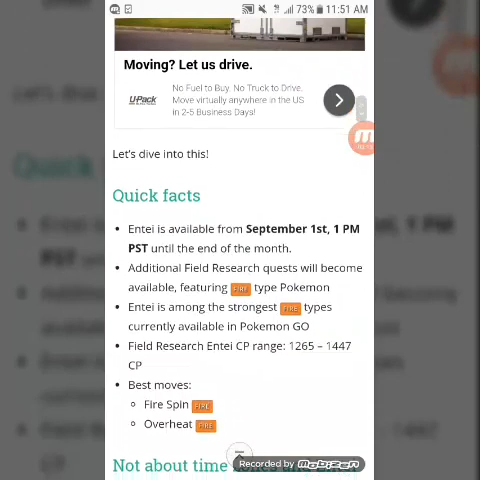 73% 11:51 AM
Moving? Let us drive.
U-Pack
No Fuel to Buy. No Truck to Drive.
Move virtually anywhere in the US
in 2-5 Business Days!
Let's dive into this!
Quick facts
• Entei is available from September 1st, 1 PM
PST until the end of the month.
• Additional Field Research quests will become
available, featuring FIRE type Pokemon
• Entei is among the strongest FIRE types
currently available in Pokemon GO
• Field Research Entei CP range: 1265 – 1447
CP
• Best moves:
Fire Spin FIRE
Overheat FIRE
Not about time
Recorded by Mobizen